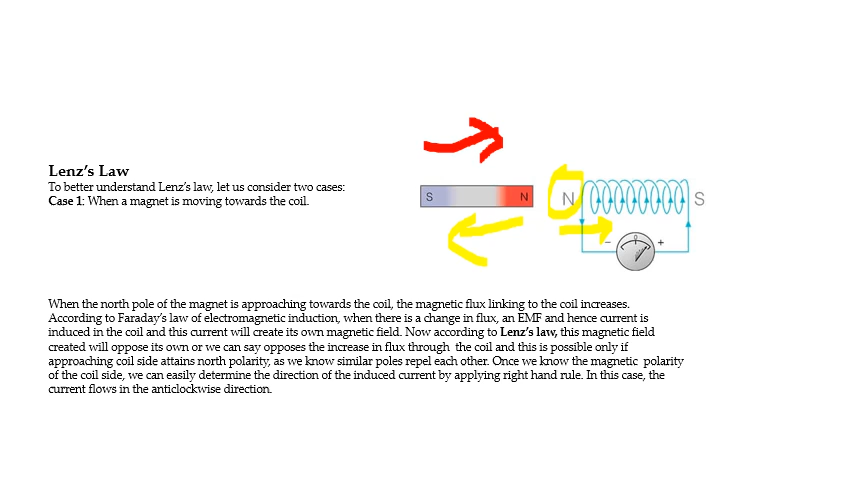 Lenz's Law
To better understand Lenz's law, let us consider two cases:
Case 1: When a magnet is moving towards the coil.
S N N S
− 0 +
When the north pole of the magnet is approaching towards the coil, the magnetic flux linking to the coil increases.
According to Faraday's law of electromagnetic induction, when there is a change in flux, an EMF and hence current is
induced in the coil and this current will create its own magnetic field. Now according to Lenz's law, this magnetic field
created will oppose its own or we can say opposes the increase in flux through the coil and this is possible only if
approaching coil side attains north polarity, as we know similar poles repel each other. Once we know the magnetic polarity
of the coil side, we can easily determine the direction of the induced current by applying right hand rule. In this case, the
current flows in the anticlockwise direction.